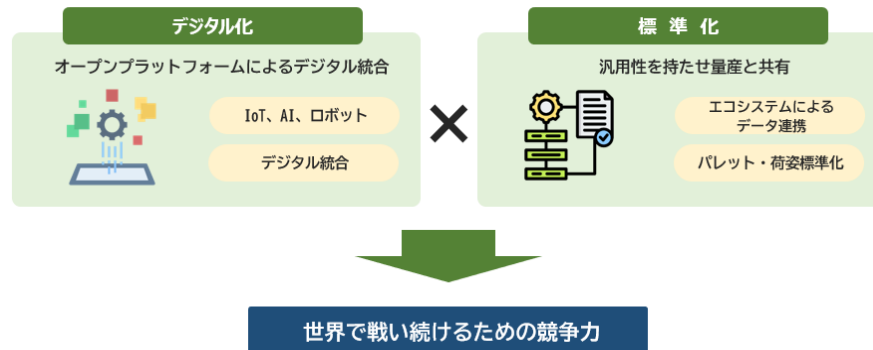 デジタル化
オープンプラットフォームによるデジタル統合
IoT、AI、ロボット
デジタル統合
×
標 準 化
汎用性を持たせ量産と共有
エコシステムによる
データ連携
パレット・荷姿標準化
世界で戦い続けるための競争力